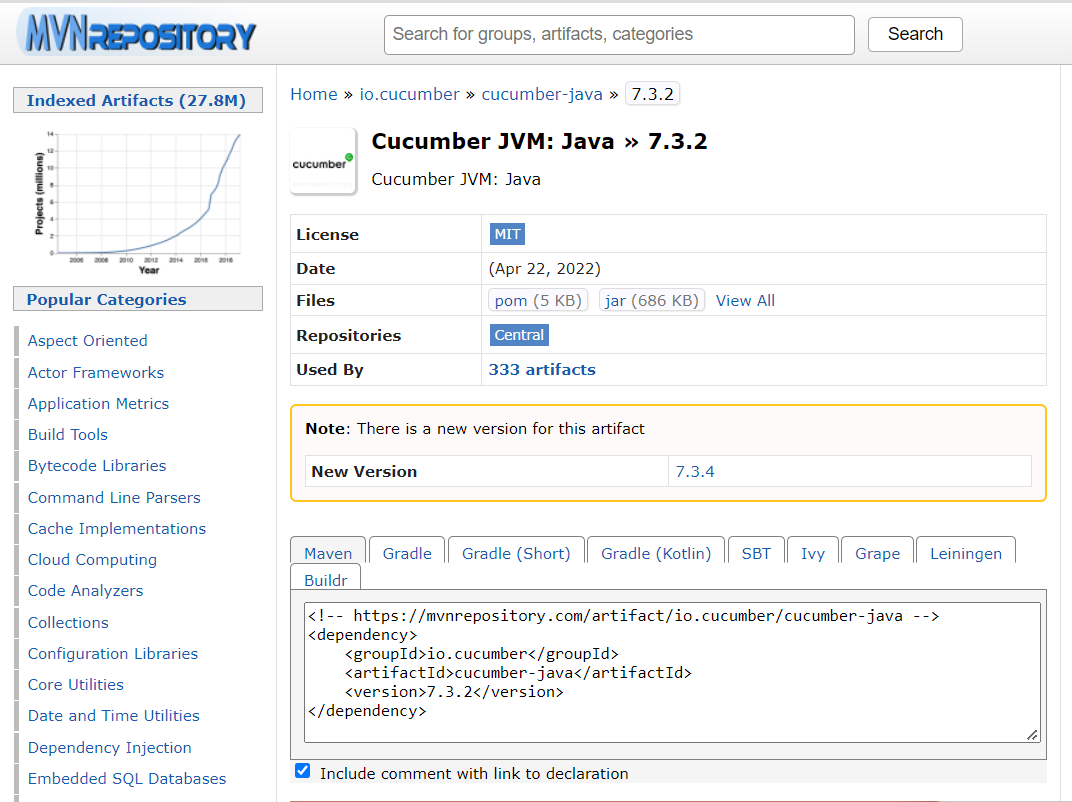 MVNREPOSITORY
Search for groups, artifacts, categories
Search
Indexed Artifacts (27.8M)
Projects (millions)
14
12
10
8
6
4
2
0
2006 2008 2010 2012 2014 2016 2018
Year
Popular Categories
Aspect Oriented
Actor Frameworks
Application Metrics
Build Tools
Bytecode Libraries
Command Line Parsers
Cache Implementations
Cloud Computing
Code Analyzers
Collections
Configuration Libraries
Core Utilities
Date and Time Utilities
Dependency Injection
Embedded SQL Databases
Home » io.cucumber » cucumber-java » 7.3.2
cucumber
Cucumber JVM: Java » 7.3.2
Cucumber JVM: Java
License MIT
Date (Apr 22, 2022)
Files pom (5 KB) jar (686 KB) View All
Repositories Central
Used By 333 artifacts
Note: There is a new version for this artifact
New Version 7.3.4
Maven Gradle Gradle (Short) Gradle (Kotlin) SBT Ivy Grape Leiningen
Buildr
<!-- https://mvnrepository.com/artifact/io.cucumber/cucumber-java -->
<dependency>
    <groupId>io.cucumber</groupId>
    <artifactId>cucumber-java</artifactId>
    <version>7.3.2</version>
</dependency>
Include comment with link to declaration